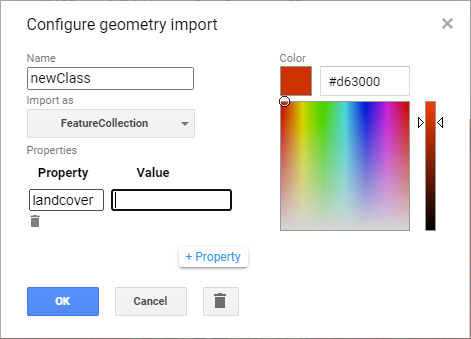 Configure geometry import
Name
newClass
Import as
FeatureCollection
Properties
Property Value
landcover
+ Property
OK Cancel
Color
#d63000